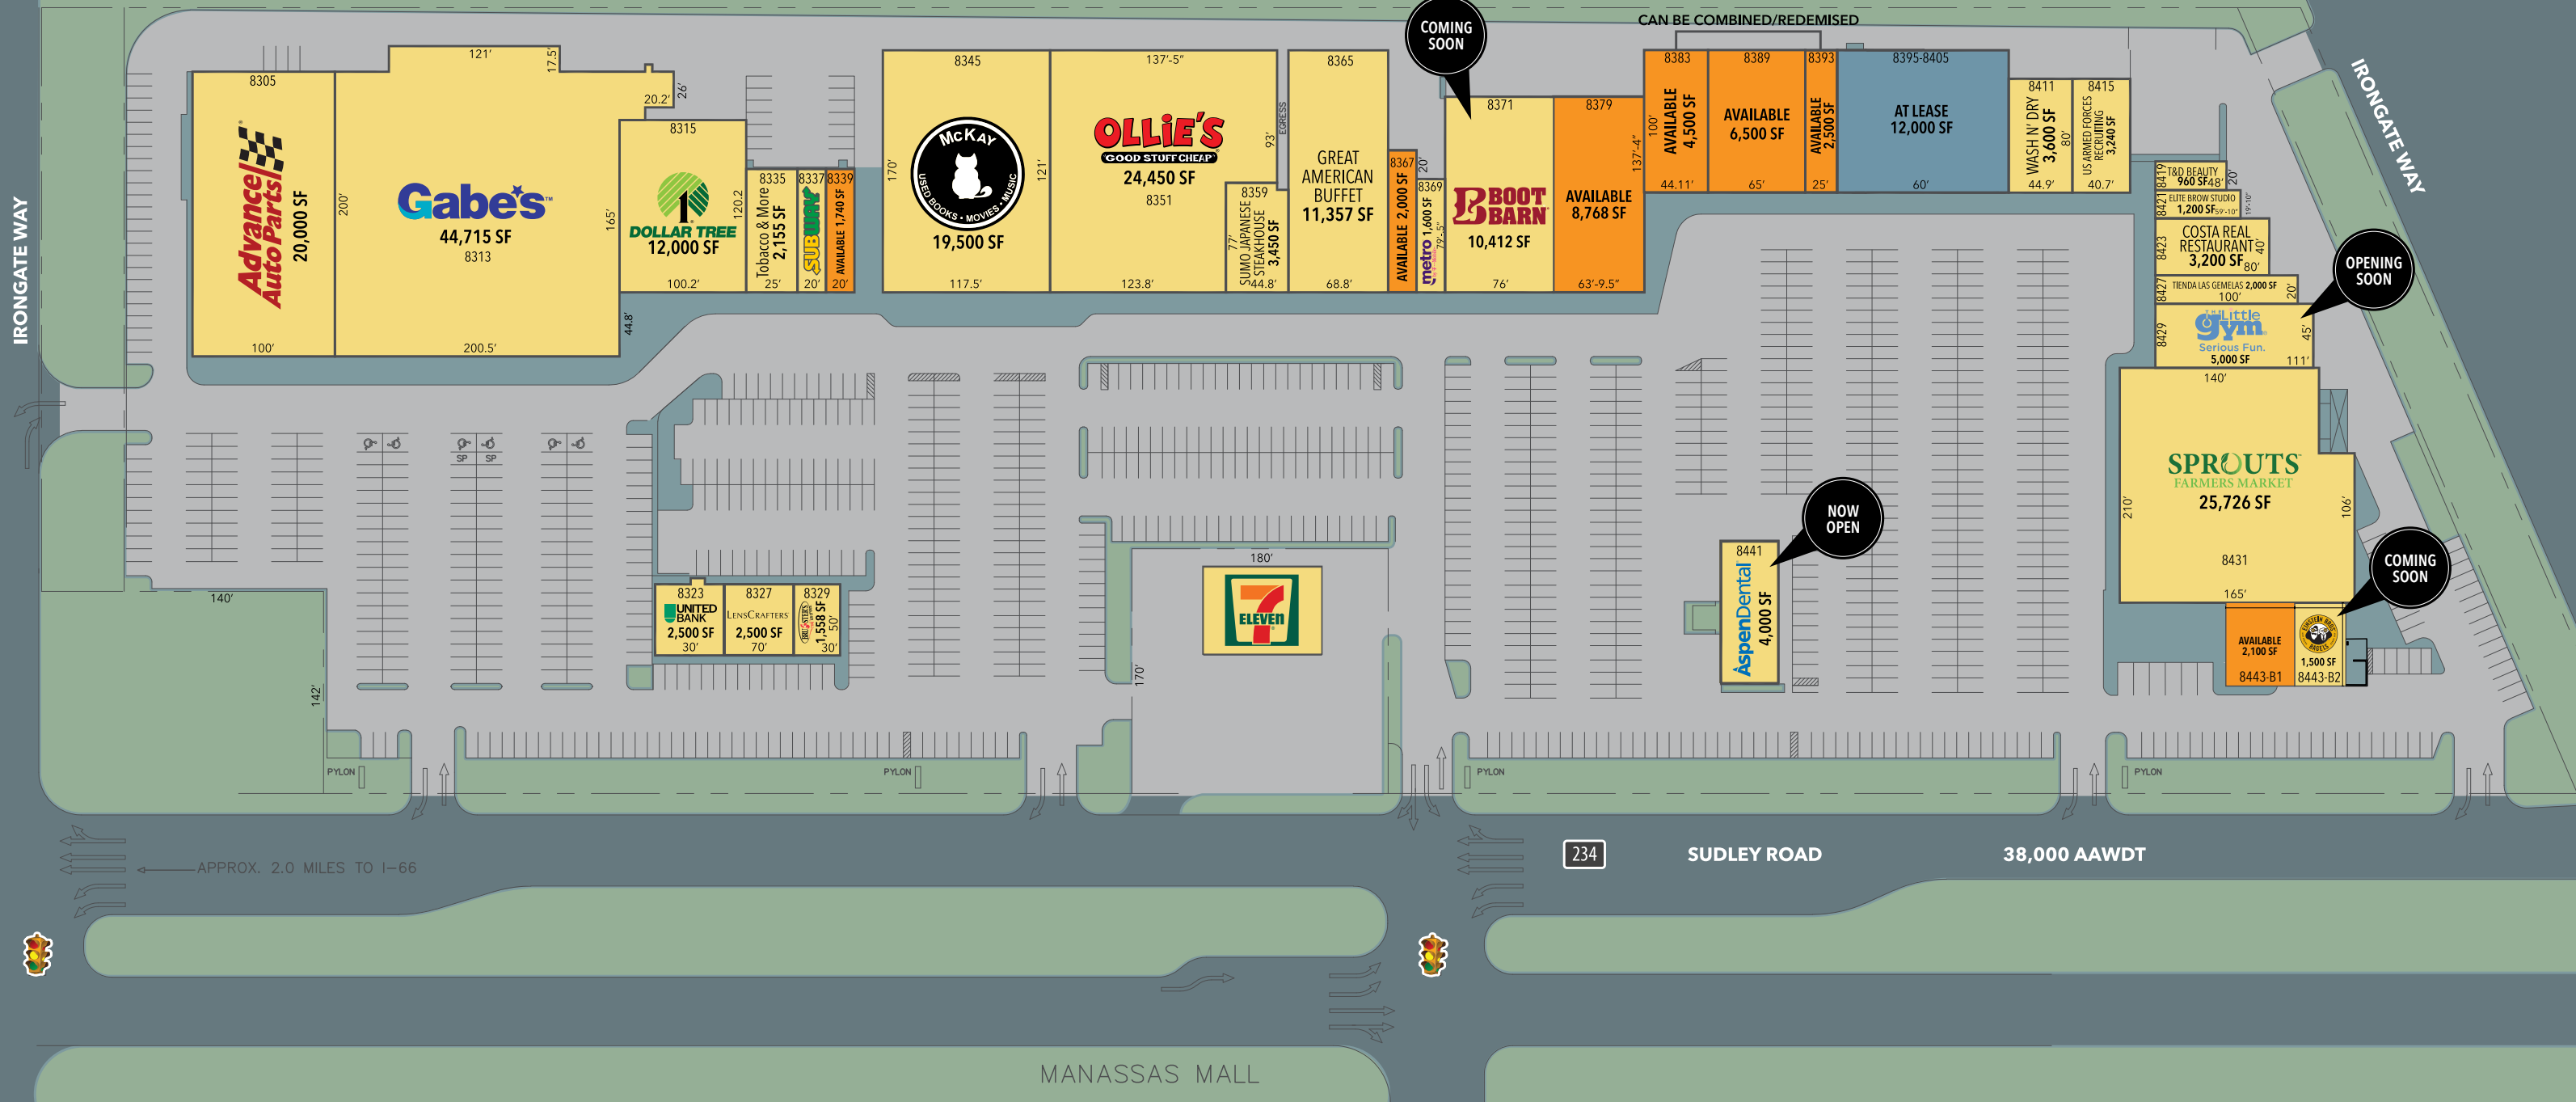 CAN BE COMBINED/REDEMISED
COMING
SOON
IRONGATE WAY
IRONGATE WAY
8305
Advance
Auto Parts
20,000 SF
100'
121'
17.5'
20.2'
26'
200'
Gabe's
44,715 SF
8313
200.5'
165'
44.8'
8315
DOLLAR TREE
12,000 SF
100.2'
120.2
8335
Tobacco & More
2,155 SF
25'
8337
SUBWAY
20'
8339
AVAILABLE 1,740 SF
20'
8345
170'
McKAY
USED BOOKS • MOVIES • MUSIC
19,500 SF
121'
117.5'
137'-5"
OLLIE'S
GOOD STUFF CHEAP
24,450 SF
8351
123.8'
93'
EGRESS
8359
77'
SUMO JAPANESE
STEAKHOUSE
3,450 SF
44.8'
8365
GREAT
AMERICAN
BUFFET
11,357 SF
68.8'
8367
AVAILABLE 2,000 SF
20'
8369
metro
1,600 SF
79'-5"
8371
BOOT
BARN
10,412 SF
76'
8379
137'-4"
AVAILABLE
8,768 SF
63'-9.5"
8383
100'
AVAILABLE
4,500 SF
44.11'
8389
AVAILABLE
6,500 SF
65'
8393
AVAILABLE
2,500 SF
25'
8395-8405
AT LEASE
12,000 SF
60'
8411
WASH N' DRY
3,600 SF
80'
44.9'
8415
US ARMED FORCES
RECRUITING
3,240 SF
40.7'
8419
T&D BEAUTY
960 SF 48'
20'
8421
ELITE BROW STUDIO
1,200 SF 59'-10"
19'-10"
8423
COSTA REAL
RESTAURANT
3,200 SF
40'
80'
8427
TIENDA LAS GEMELAS 2,000 SF
100'
20'
OPENING
SOON
8429
The Little
gym
Serious Fun.
5,000 SF
45'
111'
140'
SPROUTS
FARMERS MARKET
25,726 SF
210'
106'
8431
165'
COMING
SOON
AVAILABLE
2,100 SF
8443-B1
EINSTEIN BROS
BAGELS
1,500 SF
8443-B2
NOW
OPEN
8441
AspenDental
4,000 SF
SP
SP
140'
142'
8323
UNITED
BANK
2,500 SF
30'
8327
LENSCRAFTERS
2,500 SF
70'
8329
BRUSTER'S
1,558 SF
50'
30'
180'
7
ELEVEN
170'
PYLON
PYLON
PYLON
PYLON
APPROX. 2.0 MILES TO I-66
234
SUDLEY ROAD
38,000 AAWDT
MANASSAS MALL